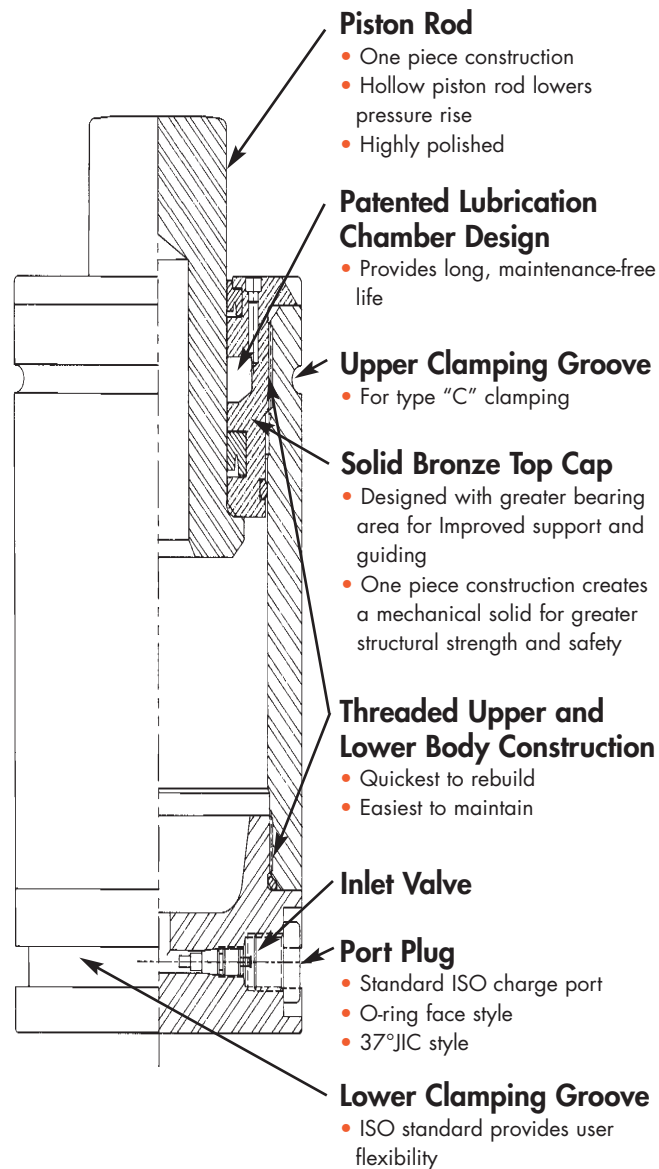 Piston Rod
• One piece construction
• Hollow piston rod lowers
pressure rise
• Highly polished
Patented Lubrication
Chamber Design
• Provides long, maintenance-free
life
Upper Clamping Groove
• For type “C” clamping
Solid Bronze Top Cap
• Designed with greater bearing
area for Improved support and
guiding
• One piece construction creates
a mechanical solid for greater
structural strength and safety
Threaded Upper and
Lower Body Construction
• Quickest to rebuild
• Easiest to maintain
Inlet Valve
Port Plug
• Standard ISO charge port
• O-ring face style
• 37°JIC style
Lower Clamping Groove
• ISO standard provides user
flexibility